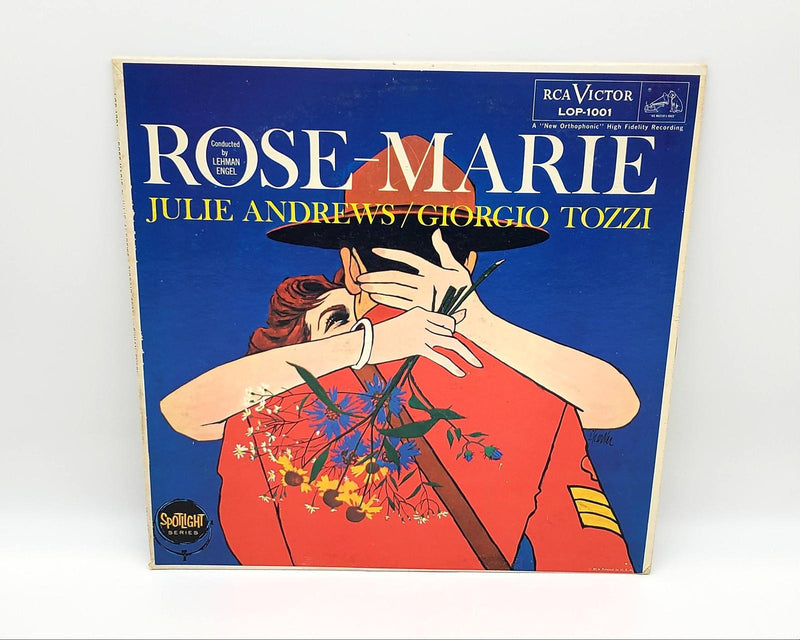 RCA VICTOR
LOP-1001
A "New Orthophonic" High Fidelity Recording
ROSE-MARIE
Conducted
by
LEHMAN
ENGEL
JULIE ANDREWS/GIORGIO TOZZI
SPOTLIGHT
SERIES